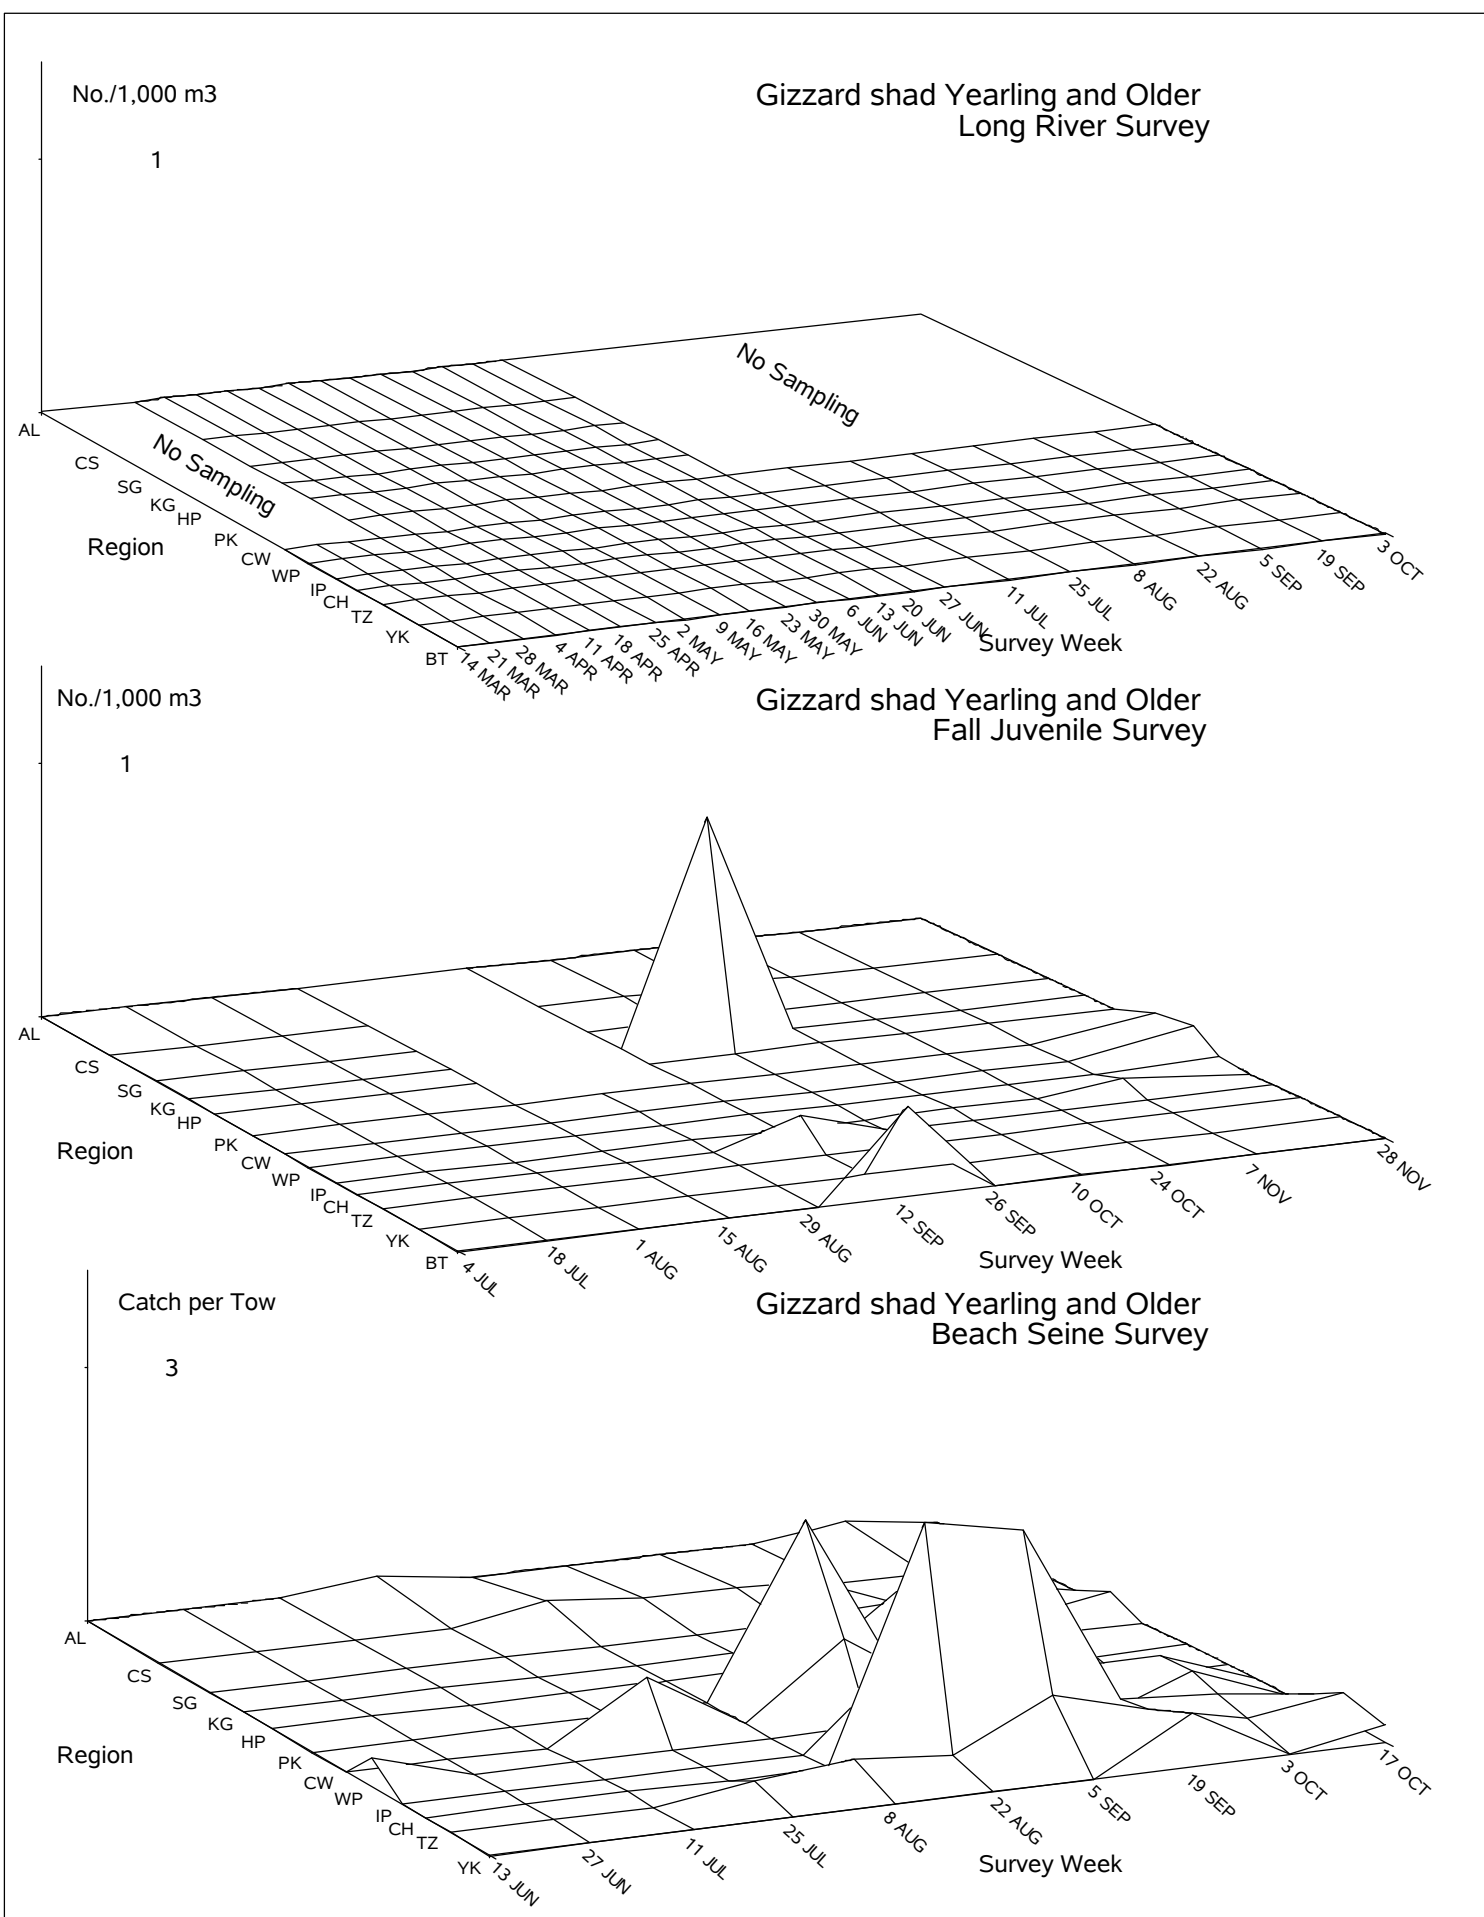 No./1,000 m3
Gizzard shad Yearling and Older
Long River Survey
1
No Sampling
No Sampling
AL
CS
SG
KG
HP
PK
CW
WP
IP
CH
TZ
YK
BT
Region
14 MAR
21 MAR
28 MAR
4 APR
11 APR
18 APR
25 APR
2 MAY
9 MAY
16 MAY
23 MAY
30 MAY
6 JUN
13 JUN
20 JUN
27 JUN
11 JUL
25 JUL
8 AUG
22 AUG
5 SEP
19 SEP
3 OCT
Survey Week
No./1,000 m3
Gizzard shad Yearling and Older
Fall Juvenile Survey
1
AL
CS
SG
KG
HP
PK
CW
WP
IP
CH
TZ
YK
BT
Region
4 JUL
18 JUL
1 AUG
15 AUG
29 AUG
12 SEP
26 SEP
10 OCT
24 OCT
7 NOV
28 NOV
Survey Week
Catch per Tow
Gizzard shad Yearling and Older
Beach Seine Survey
3
AL
CS
SG
KG
HP
PK
CW
WP
IP
CH
TZ
YK
Region
13 JUN
27 JUN
11 JUL
25 JUL
8 AUG
22 AUG
5 SEP
19 SEP
3 OCT
17 OCT
Survey Week